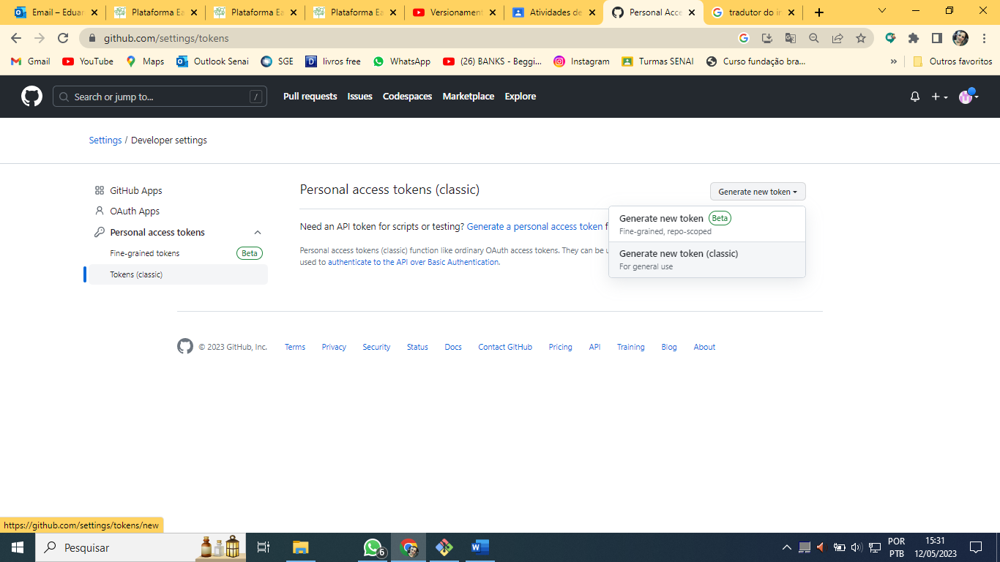 Email – Eduar
Plataforma Ea
Plataforma Ea
Plataforma Ea
Versionament
Atividades de
Personal Acce
tradutor do in
github.com/settings/tokens
Gmail
YouTube
Maps
Outlook Senai
SGE
livros free
WhatsApp
(26) BANKS - Beggi...
Instagram
Turmas SENAI
Curso fundação bra...
»
Outros favoritos
Search or jump to...
/
Pull requests
Issues
Codespaces
Marketplace
Explore
Settings / Developer settings
GitHub Apps
OAuth Apps
Personal access tokens
Fine-grained tokens
Beta
Tokens (classic)
Personal access tokens (classic)
Generate new token
Need an API token for scripts or testing? Generate a personal access token f
Personal access tokens (classic) function like ordinary OAuth access tokens. They can be u
used to authenticate to the API over Basic Authentication.
Generate new token Beta
Fine-grained, repo-scoped
Generate new token (classic)
For general use
© 2023 GitHub, Inc.
Terms
Privacy
Security
Status
Docs
Contact GitHub
Pricing
API
Training
Blog
About
https://github.com/settings/tokens/new
Pesquisar
6
POR
PTB
15:31
12/05/2023